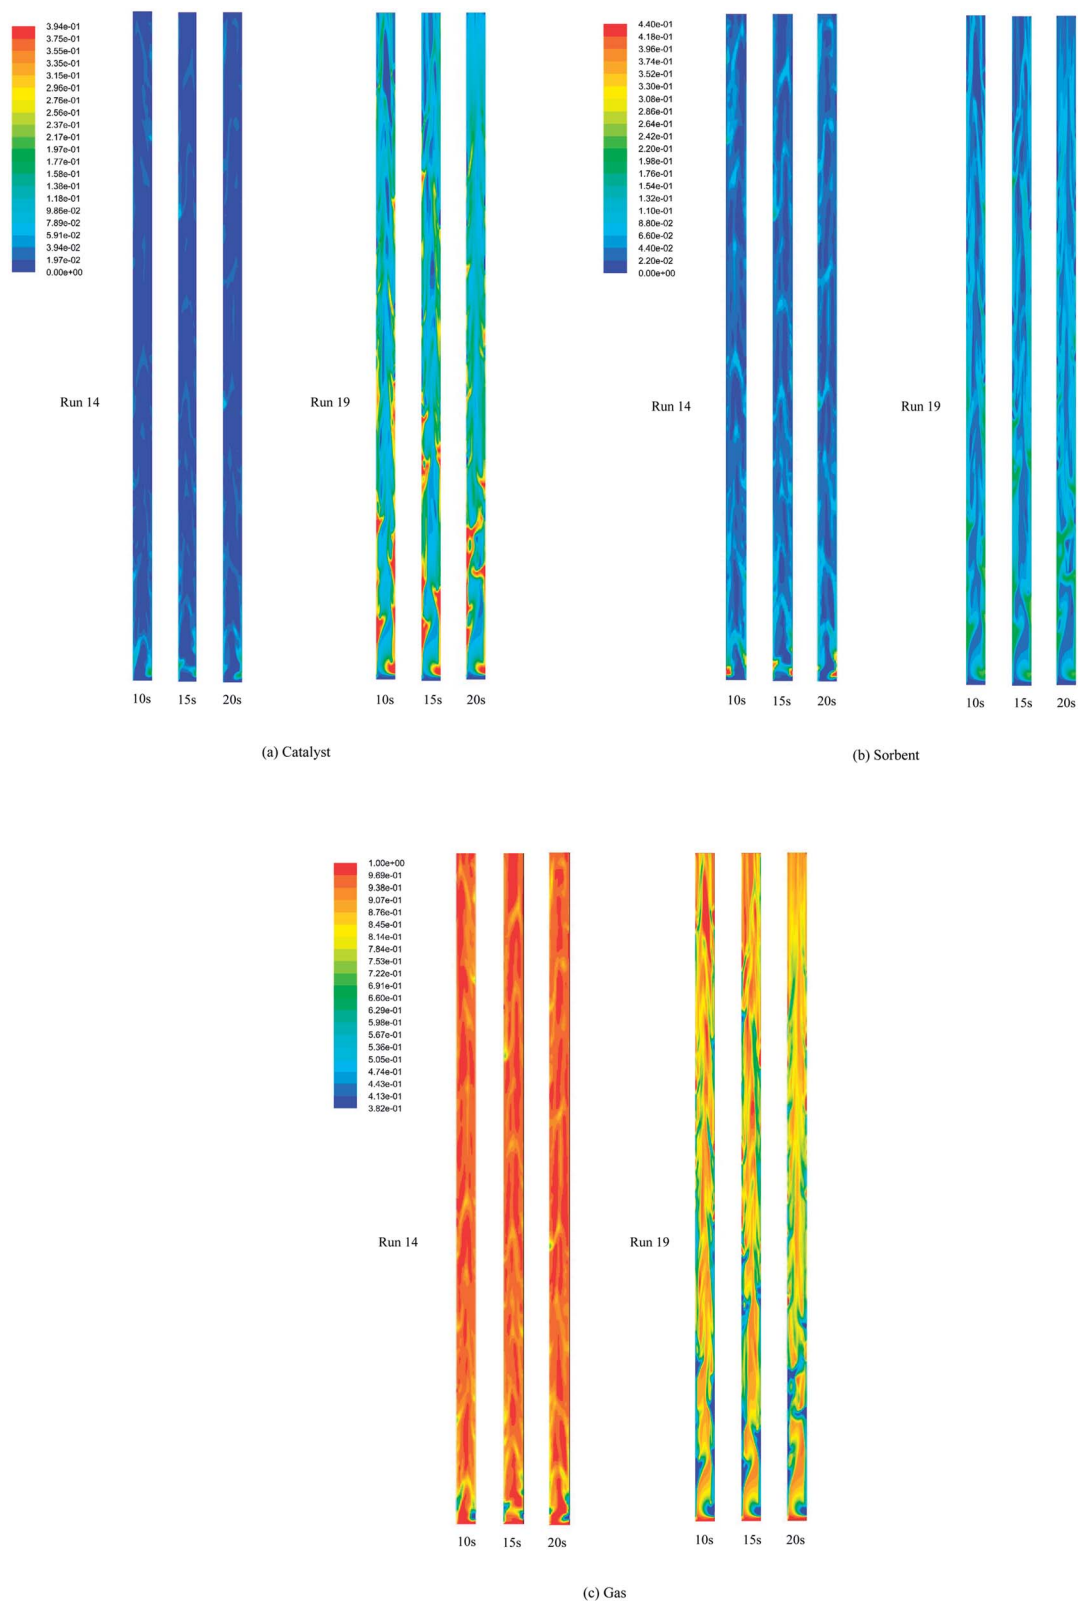 3.94e-01
3.75e-01
3.55e-01
3.35e-01
3.15e-01
2.96e-01
2.76e-01
2.56e-01
2.37e-01
2.17e-01
1.97e-01
1.77e-01
1.58e-01
1.38e-01
1.18e-01
9.86e-02
7.89e-02
5.91e-02
3.94e-02
1.97e-02
0.00e+00
Run 14
10s 15s 20s
Run 19
10s 15s 20s
(a) Catalyst
4.40e-01
4.18e-01
3.96e-01
3.74e-01
3.52e-01
3.30e-01
3.08e-01
2.86e-01
2.64e-01
2.42e-01
2.20e-01
1.98e-01
1.76e-01
1.54e-01
1.32e-01
1.10e-01
8.80e-02
6.60e-02
4.40e-02
2.20e-02
0.00e+00
Run 14
10s 15s 20s
Run 19
10s 15s 20s
(b) Sorbent
1.00e+00
9.69e-01
9.38e-01
9.07e-01
8.76e-01
8.45e-01
8.14e-01
7.84e-01
7.53e-01
7.22e-01
6.91e-01
6.60e-01
6.29e-01
5.98e-01
5.67e-01
5.36e-01
5.05e-01
4.74e-01
4.43e-01
4.13e-01
3.82e-01
Run 14
10s 15s 20s
Run 19
10s 15s 20s
(c) Gas